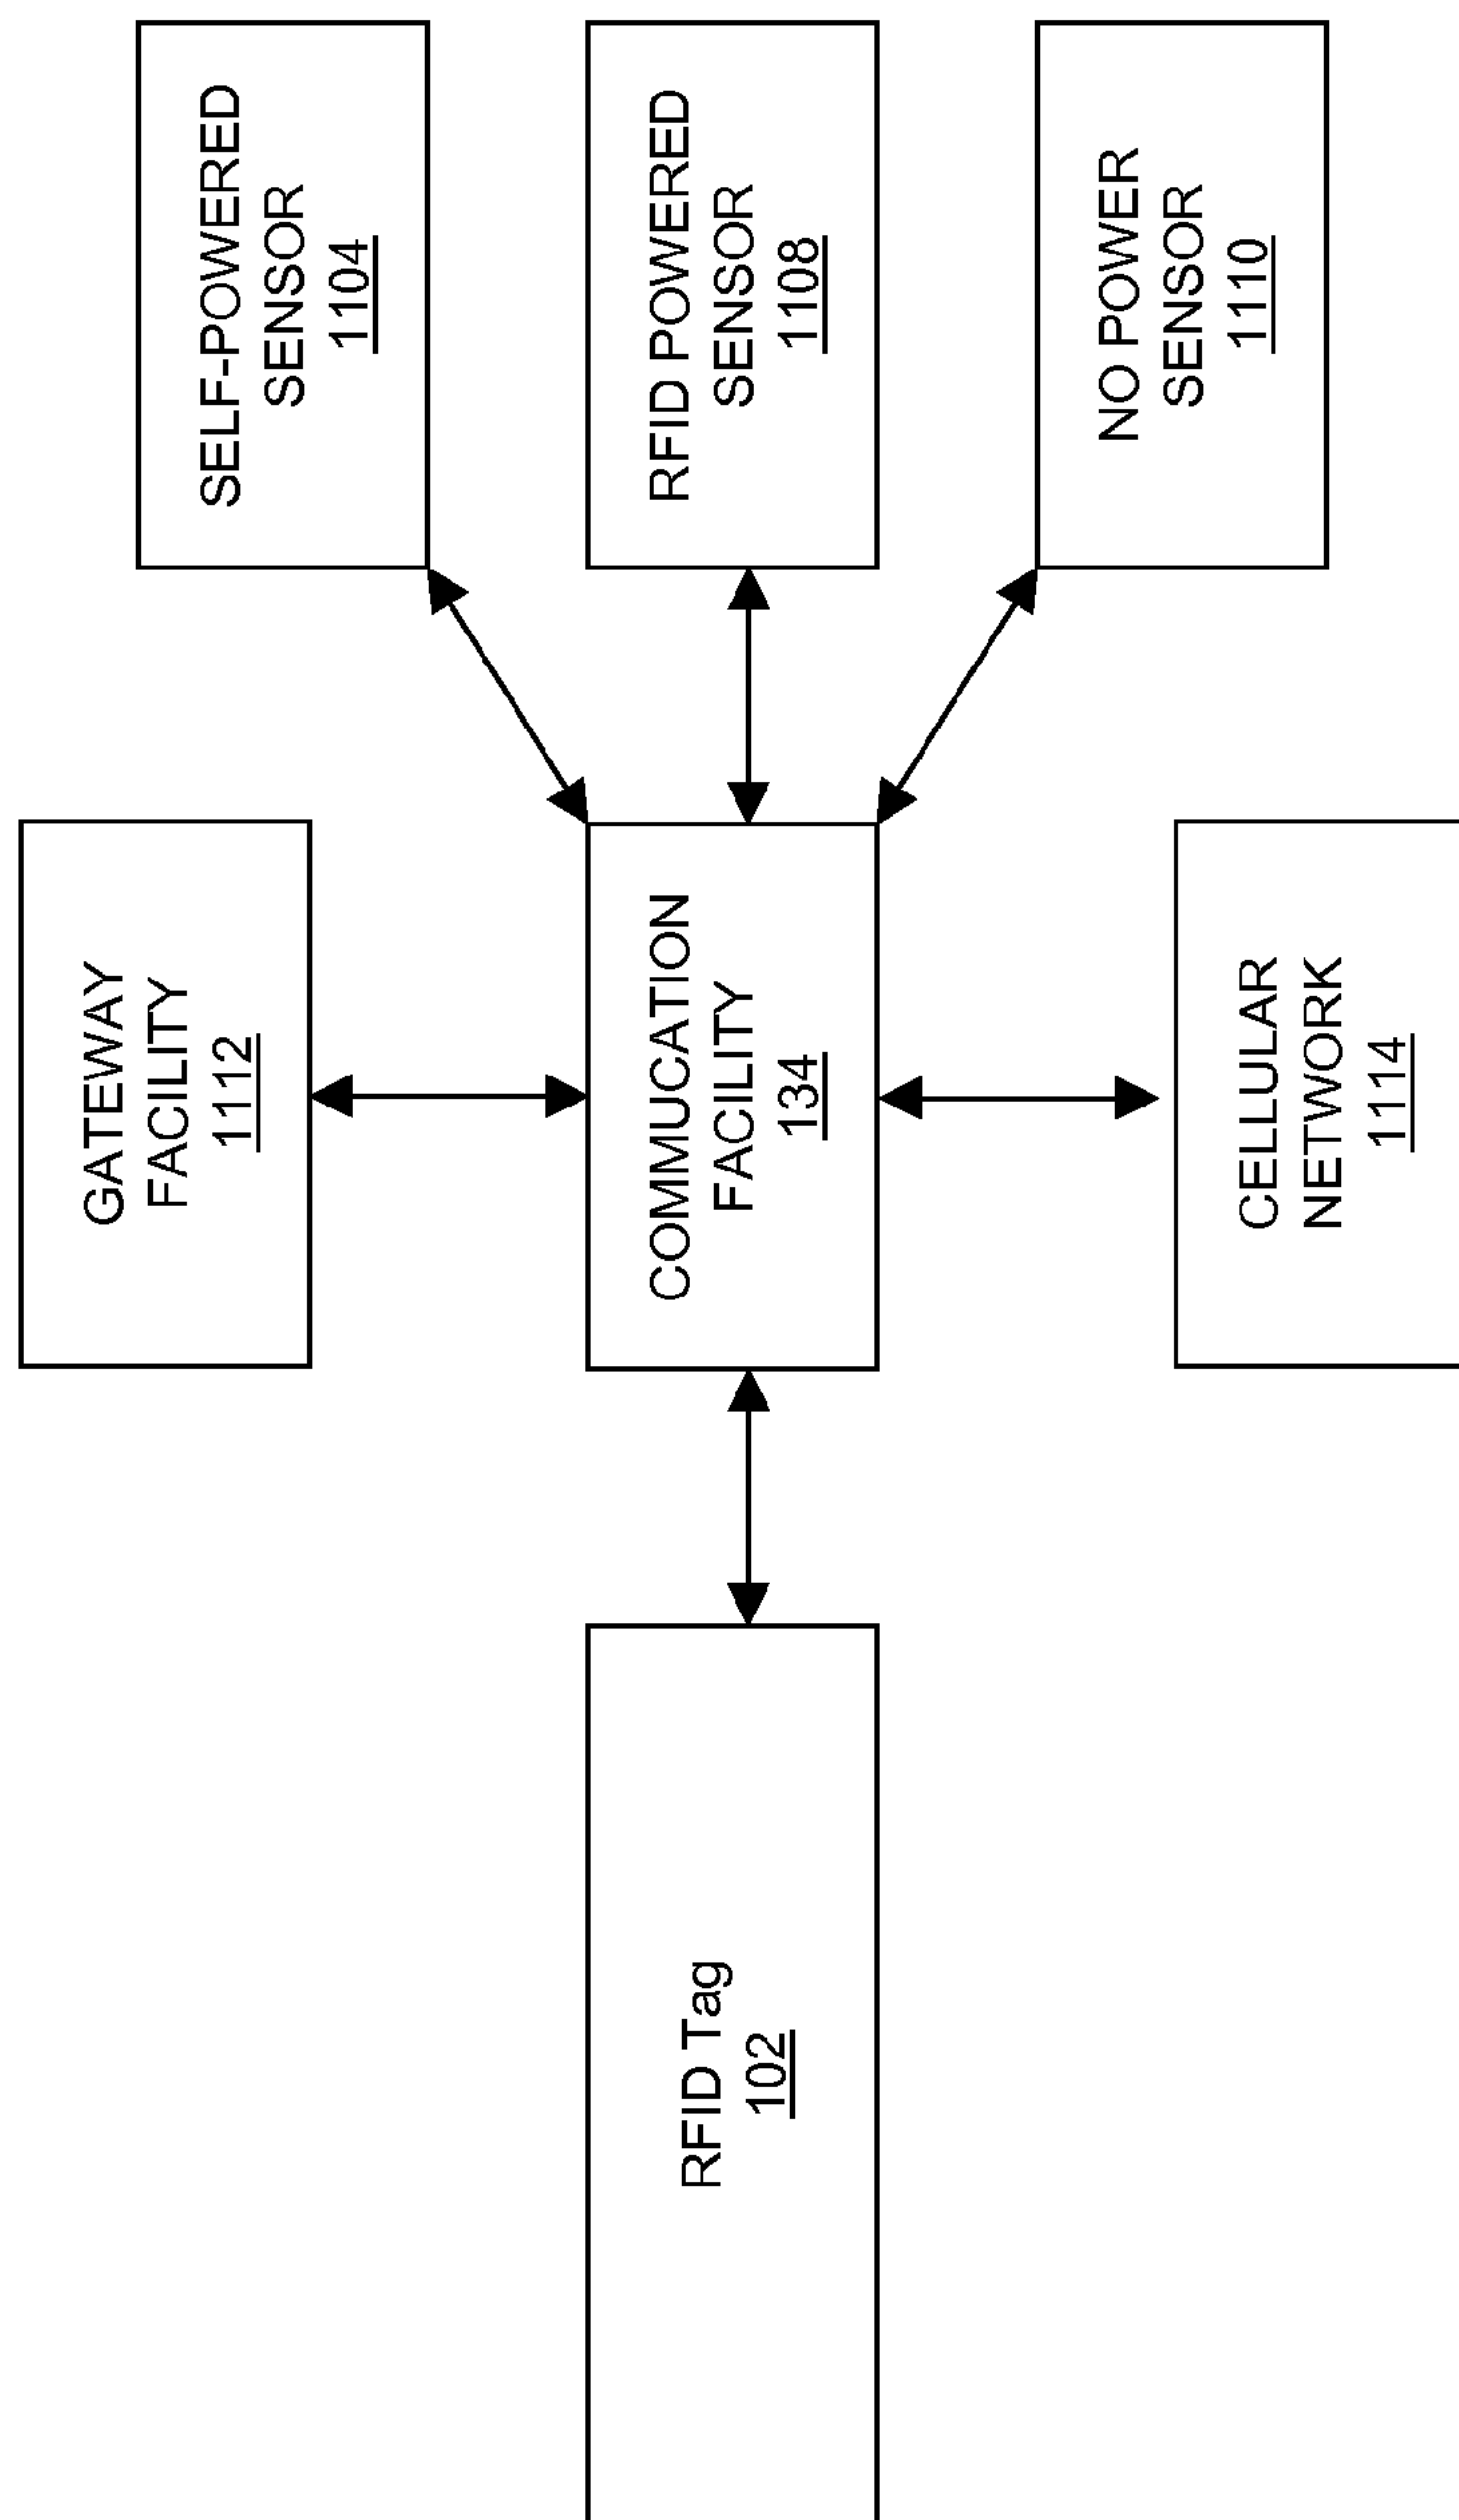 GATEWAY
FACILITY
1112
SELF-POWERED
SENSOR
1104
RFID Tag
102
COMMUCATION
FACILITY
134
RFID POWERED
SENSOR
1108
NO POWER
SENSOR
1110
CELLULAR
NETWORK
1114